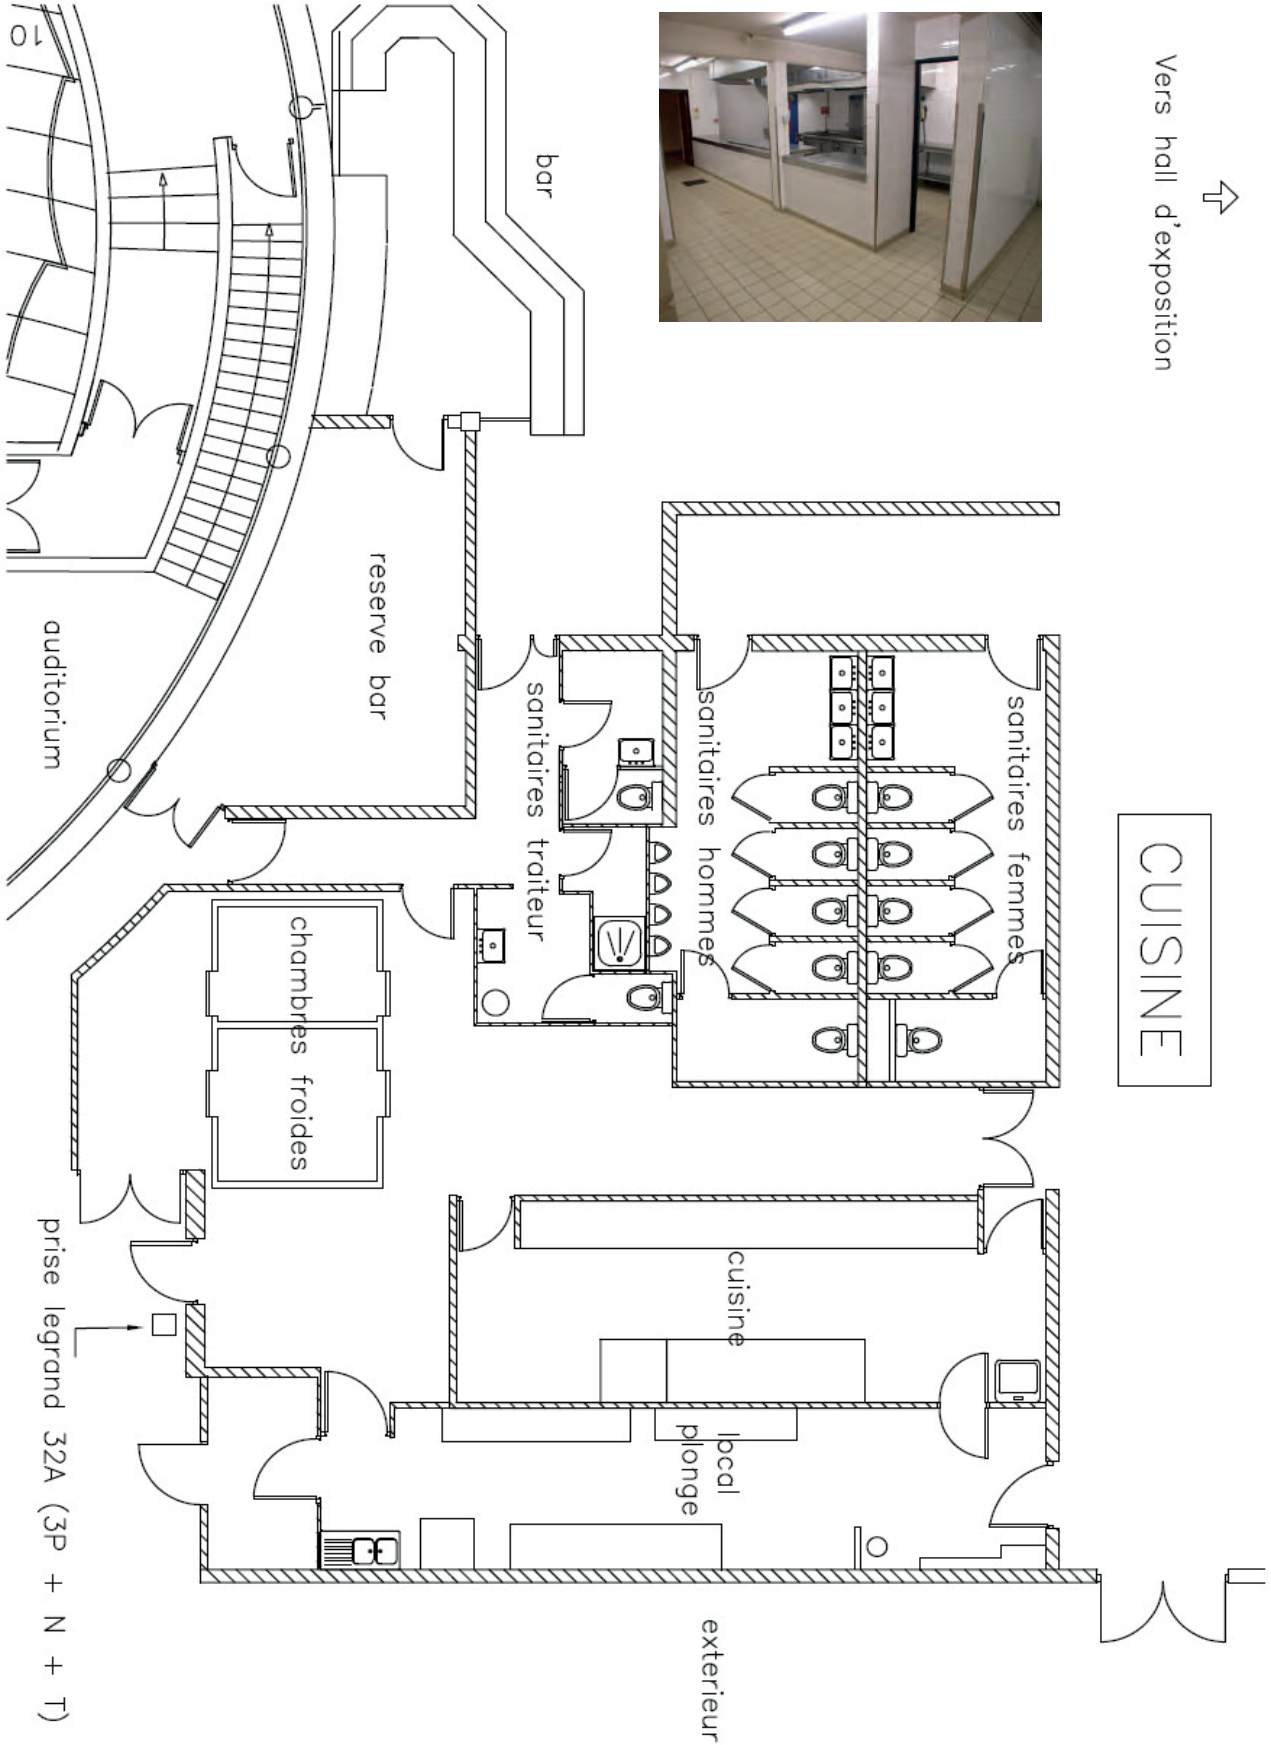 Vers hall d'exposition
CUISINE
bar
sanitaires femmes
sanitaires hommes
sanitaires traiteur
reserve bar
auditorium
10
chambres froides
cuisine
local
plonge
exterieur
prise legrand 32A (3P + N + T)